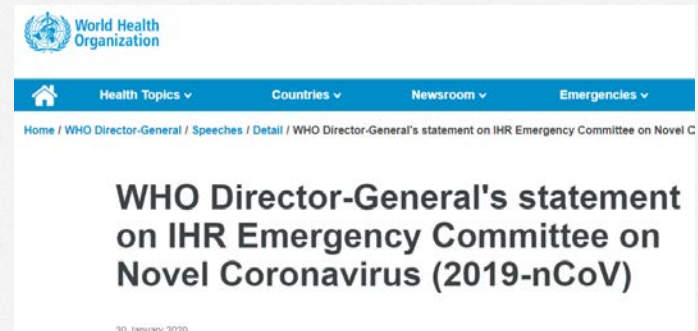 World Health
Organization
Health Topics Countries Newsroom Emergencies
Home / WHO Director-General / Speeches / Detail / WHO Director-General's statement on IHR Emergency Committee on Novel C
WHO Director-General's statement
on IHR Emergency Committee on
Novel Coronavirus (2019-nCoV)
30 January 2020